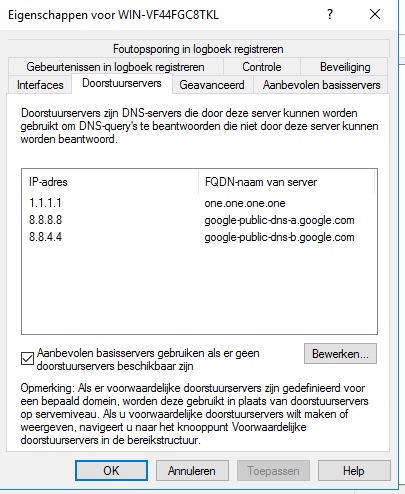 Eigenschappen voor WIN-VF44FGC8TKL
Foutopsporing in logboek registreren
Gebeurtenissen in logboek registreren Controle Beveiliging
Interfaces Doorstuurservers Geavanceerd Aanbevolen basisservers
Doorstuurservers zijn DNS-servers die door deze server kunnen worden
gebruikt om DNS-query's te beantwoorden die niet door deze server kunnen
worden beantwoord.
IP-adres FQDN-naam van server
1.1.1.1 one.one.one.one
8.8.8.8 google-public-dns-a.google.com
8.8.4.4 google-public-dns-b.google.com
Aanbevolen basisservers gebruiken als er geen
doorstuurservers beschikbaar zijn
Bewerken...
Opmerking: Als er voorwaardelijke doorstuurservers zijn gedefinieerd voor
een bepaald domein, worden deze gebruikt in plaats van doorstuurservers
op serverniveau. Als u voorwaardelijke doorstuurservers wilt maken of
weergeven, navigeert u naar het knooppunt Voorwaardelijke
doorstuurservers in de bereikstructuur.
OK Annuleren Toepassen Help